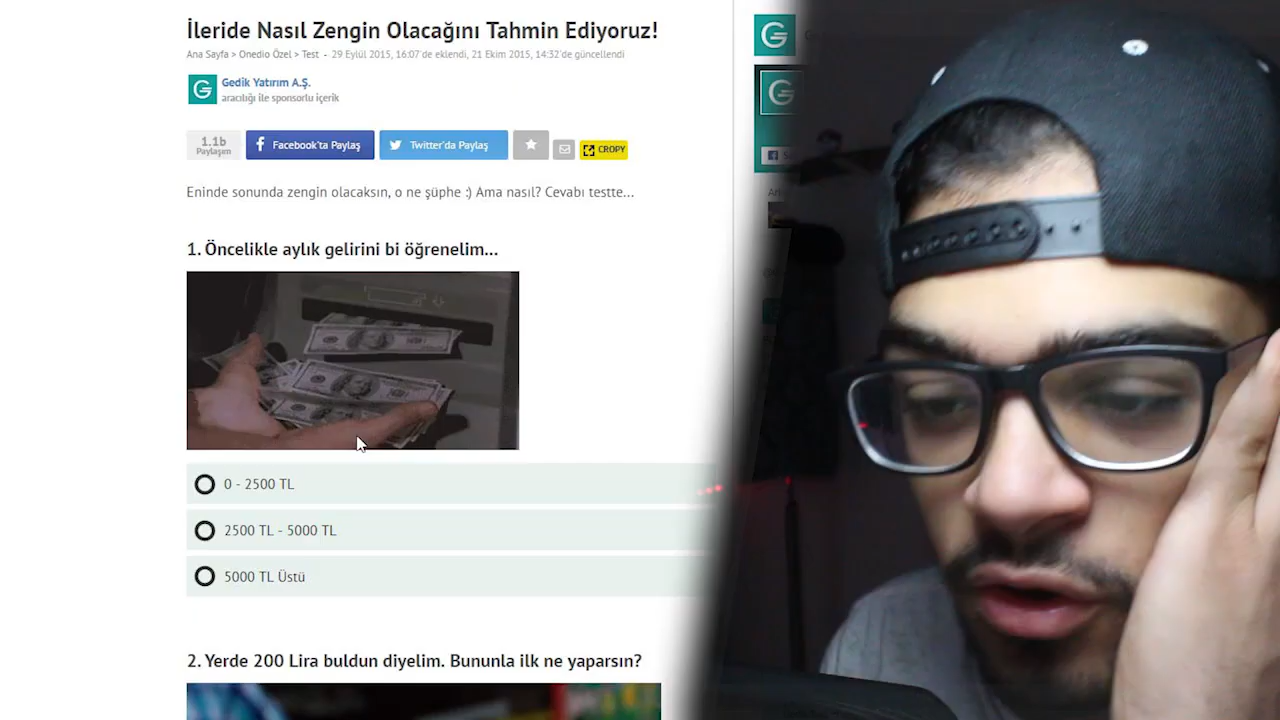 İleride Nasıl Zengin Olacağını Tahmin Ediyoruz!
Ana Sayfa > Onedio Özel > Test - 29 Eylül 2015, 16:07'de eklendi, 21 Ekim 2015, 14:32'de güncellendi
Gedik Yatırım A.Ş.
aracılığı ile sponsorlu içerik
1.1b
Paylaşım
Facebook'ta Paylaş
Twitter'da Paylaş
CROPY
Eninde sonunda zengin olacaksın, o ne şüphe :) Ama nasıl? Cevabı testte...
1. Öncelikle aylık gelirini bi öğrenelim...
0 - 2500 TL
2500 TL - 5000 TL
5000 TL Üstü
2. Yerde 200 Lira buldun diyelim. Bununla ilk ne yaparsın?